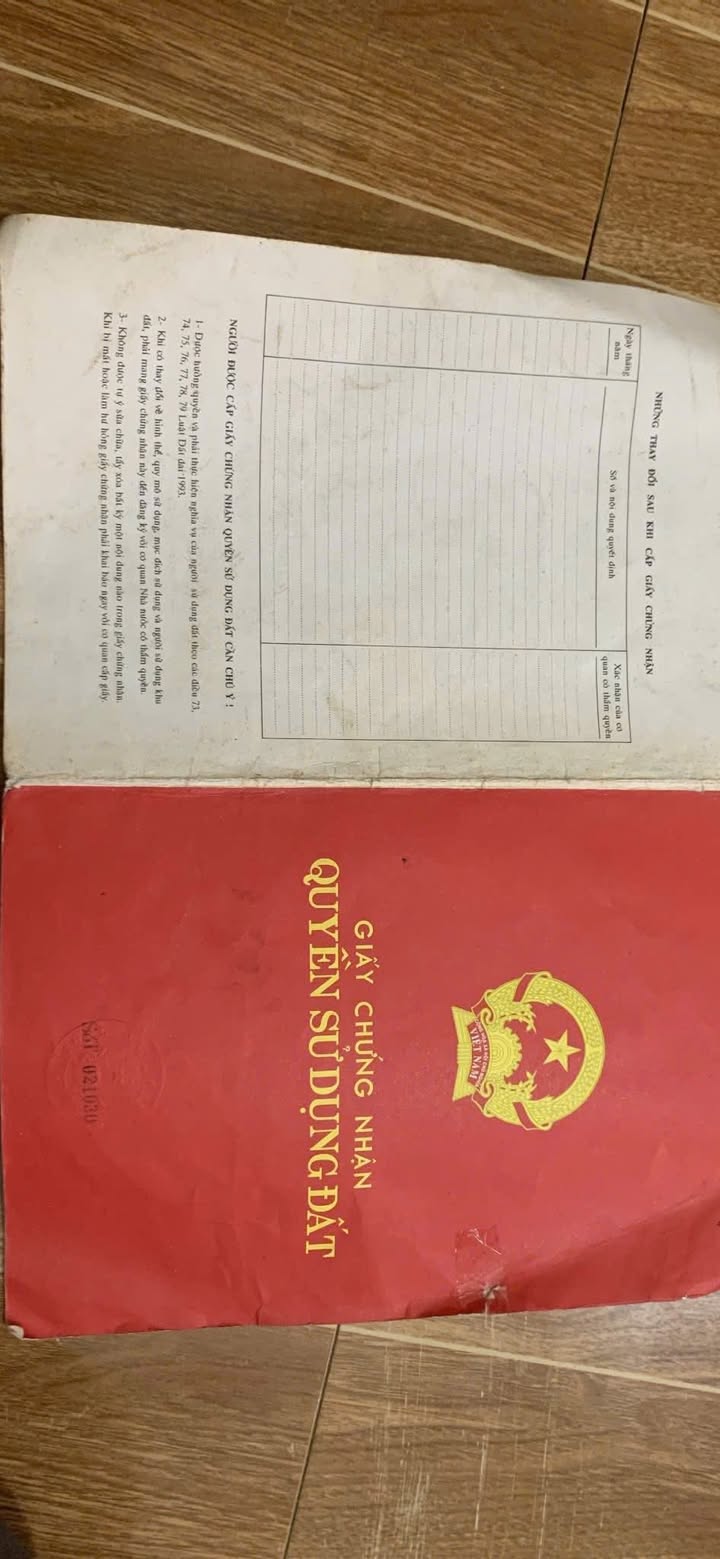 NHỮNG THAY ĐỔI SAU KHI CẤP GIẤY CHỨNG NHẬN
Ngày tháng
năm
Số và nội dung quyết định
Xác nhận của cơ
quan có thẩm quyền
NGƯỜI ĐƯỢC CẤP GIẤY CHỨNG NHẬN QUYỀN SỬ DỤNG ĐẤT CẦN CHÚ Ý !
1- Được hưởng quyền và phải thực hiện nghĩa vụ của người sử dụng đất theo các điều 73,
74, 75, 76, 77, 78, 79 Luật Đất đai 1993.
2- Khi có thay đổi về hình thể, quy mô sử dụng, mục đích sử dụng và người sử dụng khu
đất, phải mang giấy chứng nhận này đến đăng ký với cơ quan Nhà nước có thẩm quyền.
3- Không được tự ý sửa chữa, tẩy xóa bất kỳ một nội dung nào trong giấy chứng nhận.
Khi bị mất hoặc làm hư hỏng giấy chứng nhận phải khai báo ngay với cơ quan cấp giấy.
VIỆT NAM
GIẤY CHỨNG NHẬN
QUYỀN SỬ DỤNG ĐẤT
021030